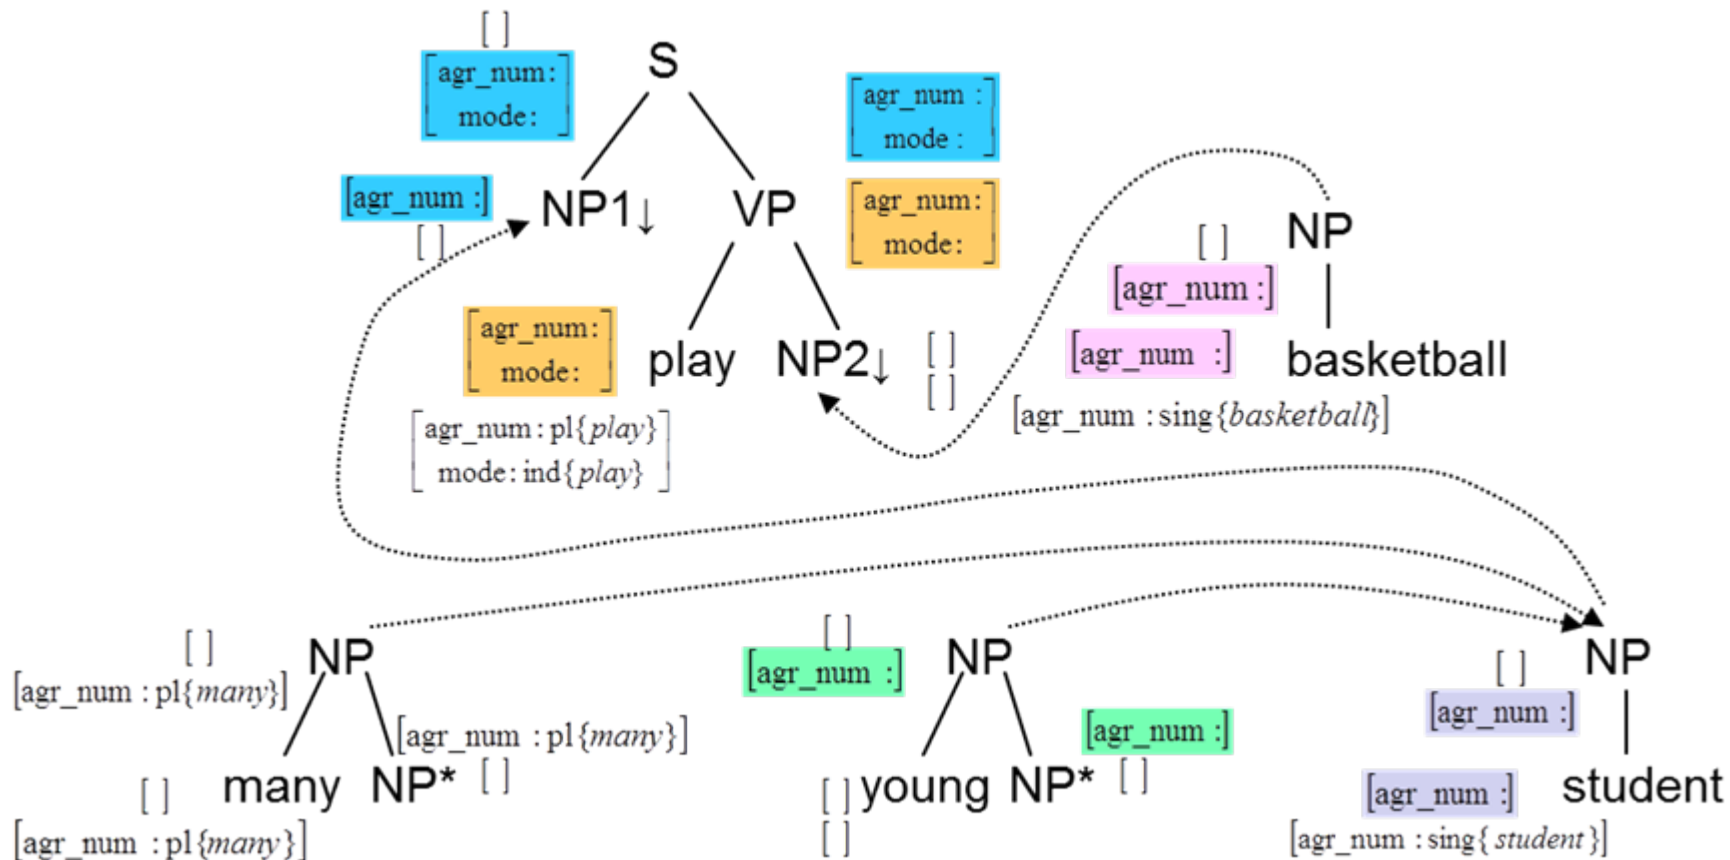 [ ]
S
[agr_num:
mode:]
[agr_num :
mode :]
[agr_num :]
NP1↓
VP
[agr_num:
mode:]
[ ]
NP
[ ]
[agr_num :]
[agr_num:
mode:]
play
NP2↓
[ ]
[ ]
[agr_num :]
basketball
[agr_num : sing{basketball}]
[agr_num : pl{play}
mode: ind{play}]
[ ]
NP
[agr_num : pl{many}]
[agr_num : pl{many}]
[ ]
many NP* [ ]
[agr_num : pl{many}]
[ ]
NP
[agr_num :]
[agr_num :]
[ ] young NP* [ ]
[ ]
NP
[ ]
[agr_num :]
[agr_num :] student
[agr_num : sing{student}]